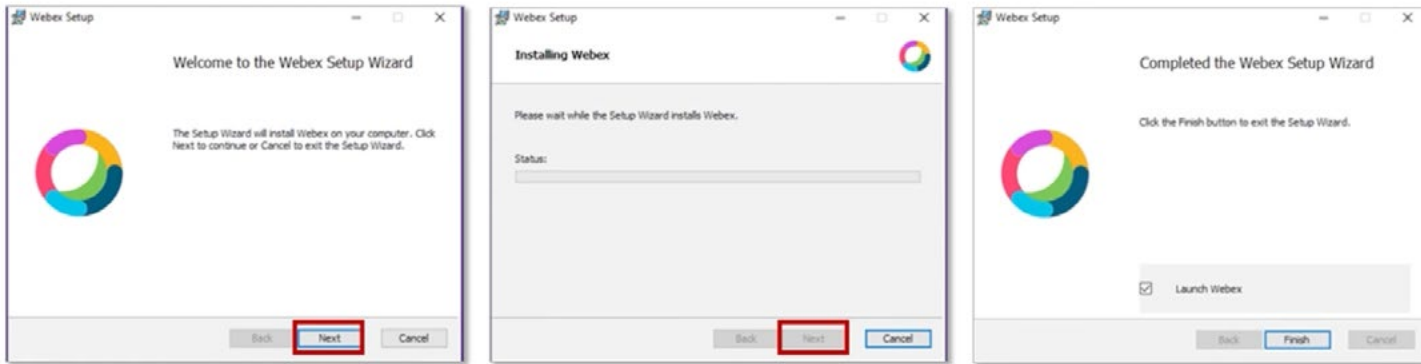 Webex Setup
Welcome to the Webex Setup Wizard
The Setup Wizard will install Webex on your computer. Click
Next to continue or Cancel to exit the Setup Wizard.
Back Next Cancel
Webex Setup
Installing Webex
Please wait while the Setup Wizard installs Webex.
Status:
Back Next Cancel
Webex Setup
Completed the Webex Setup Wizard
Click the Finish button to exit the Setup Wizard.
Launch Webex
Back Finish Cancel